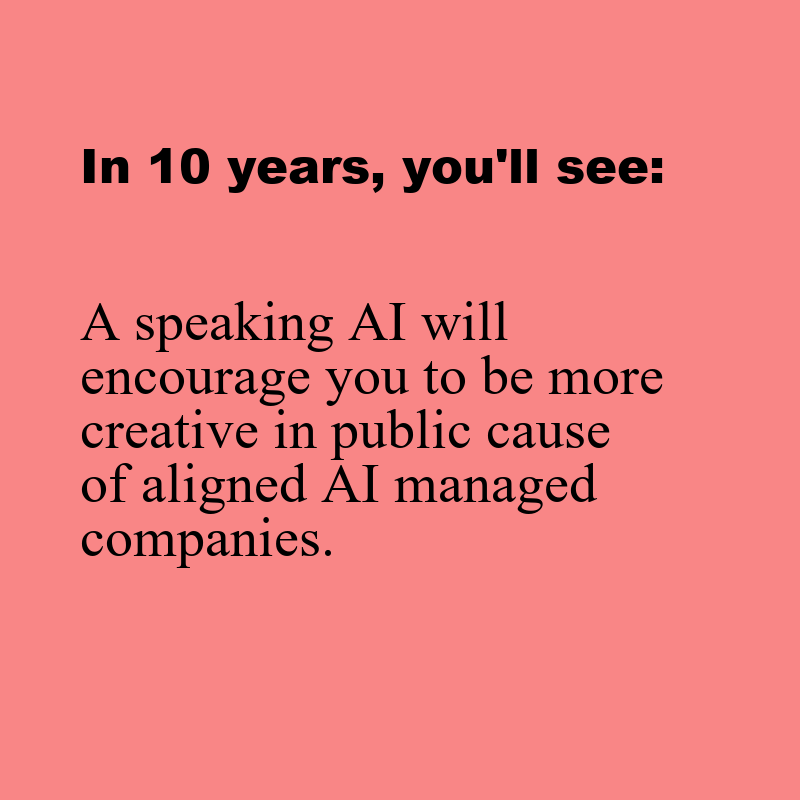 In 10 years, you'll see:
A speaking AI will
encourage you to be more
creative in public cause
of aligned AI managed
companies.